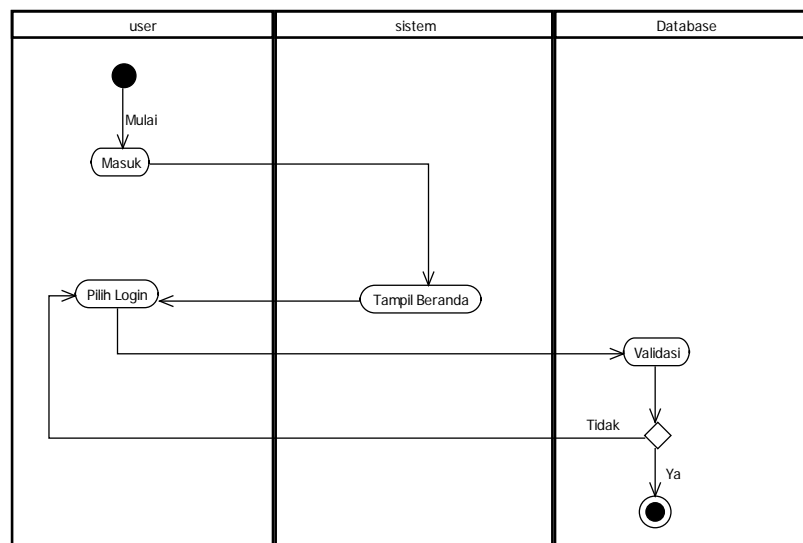 user
sistem
Database
Mulai
Masuk
Pilih Login
Tampil Beranda
Validasi
Tidak
Ya